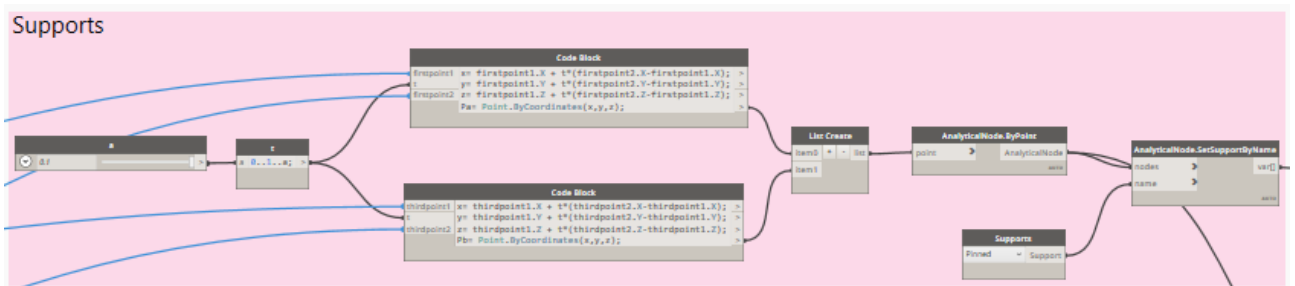 Supports
Code Block
firstpoint1 x= firstpoint1.X + t*(firstpoint2.X-firstpoint1.X); >
t y= firstpoint1.Y + t*(firstpoint2.Y-firstpoint1.Y); >
firstpoint2 z= firstpoint1.Z + t*(firstpoint2.Z-firstpoint1.Z); >
Pa= Point.ByCoordinates(x,y,z); >
a
0.1
t
a 0..1..a; >
Code Block
thirdpoint1 x= thirdpoint1.X + t*(thirdpoint2.X-thirdpoint1.X); >
t y= thirdpoint1.Y + t*(thirdpoint2.Y-thirdpoint1.Y); >
thirdpoint2 z= thirdpoint1.Z + t*(thirdpoint2.Z-thirdpoint1.Z); >
Pb= Point.ByCoordinates(x,y,z); >
List Create
item0 + - list
item1
AnalyticalNode.ByPoint
point > AnalyticalNode
AnalyticalNode.SetSupportByName
nodes > var[]
name >
Supports
Pinned Support